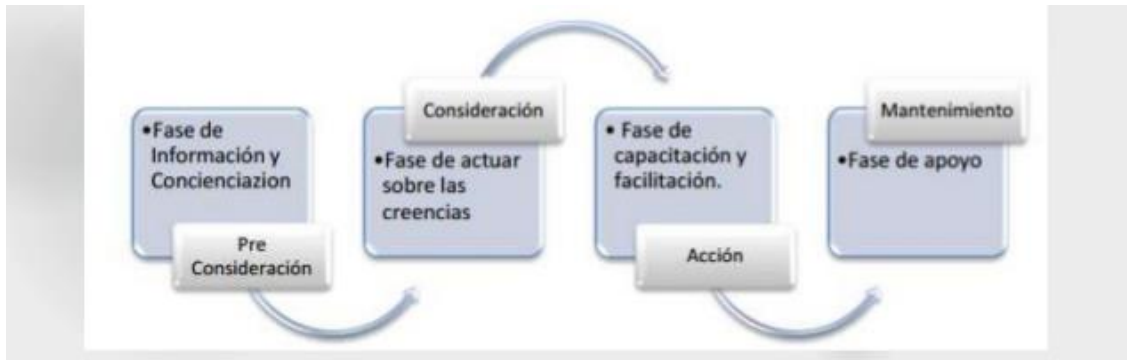 •Fase de
Información y
Concienciazion
Pre
Consideración
Consideración
•Fase de actuar
sobre las
creencias
• Fase de
capacitación y
facilitación.
Acción
Mantenimiento
•Fase de apoyo